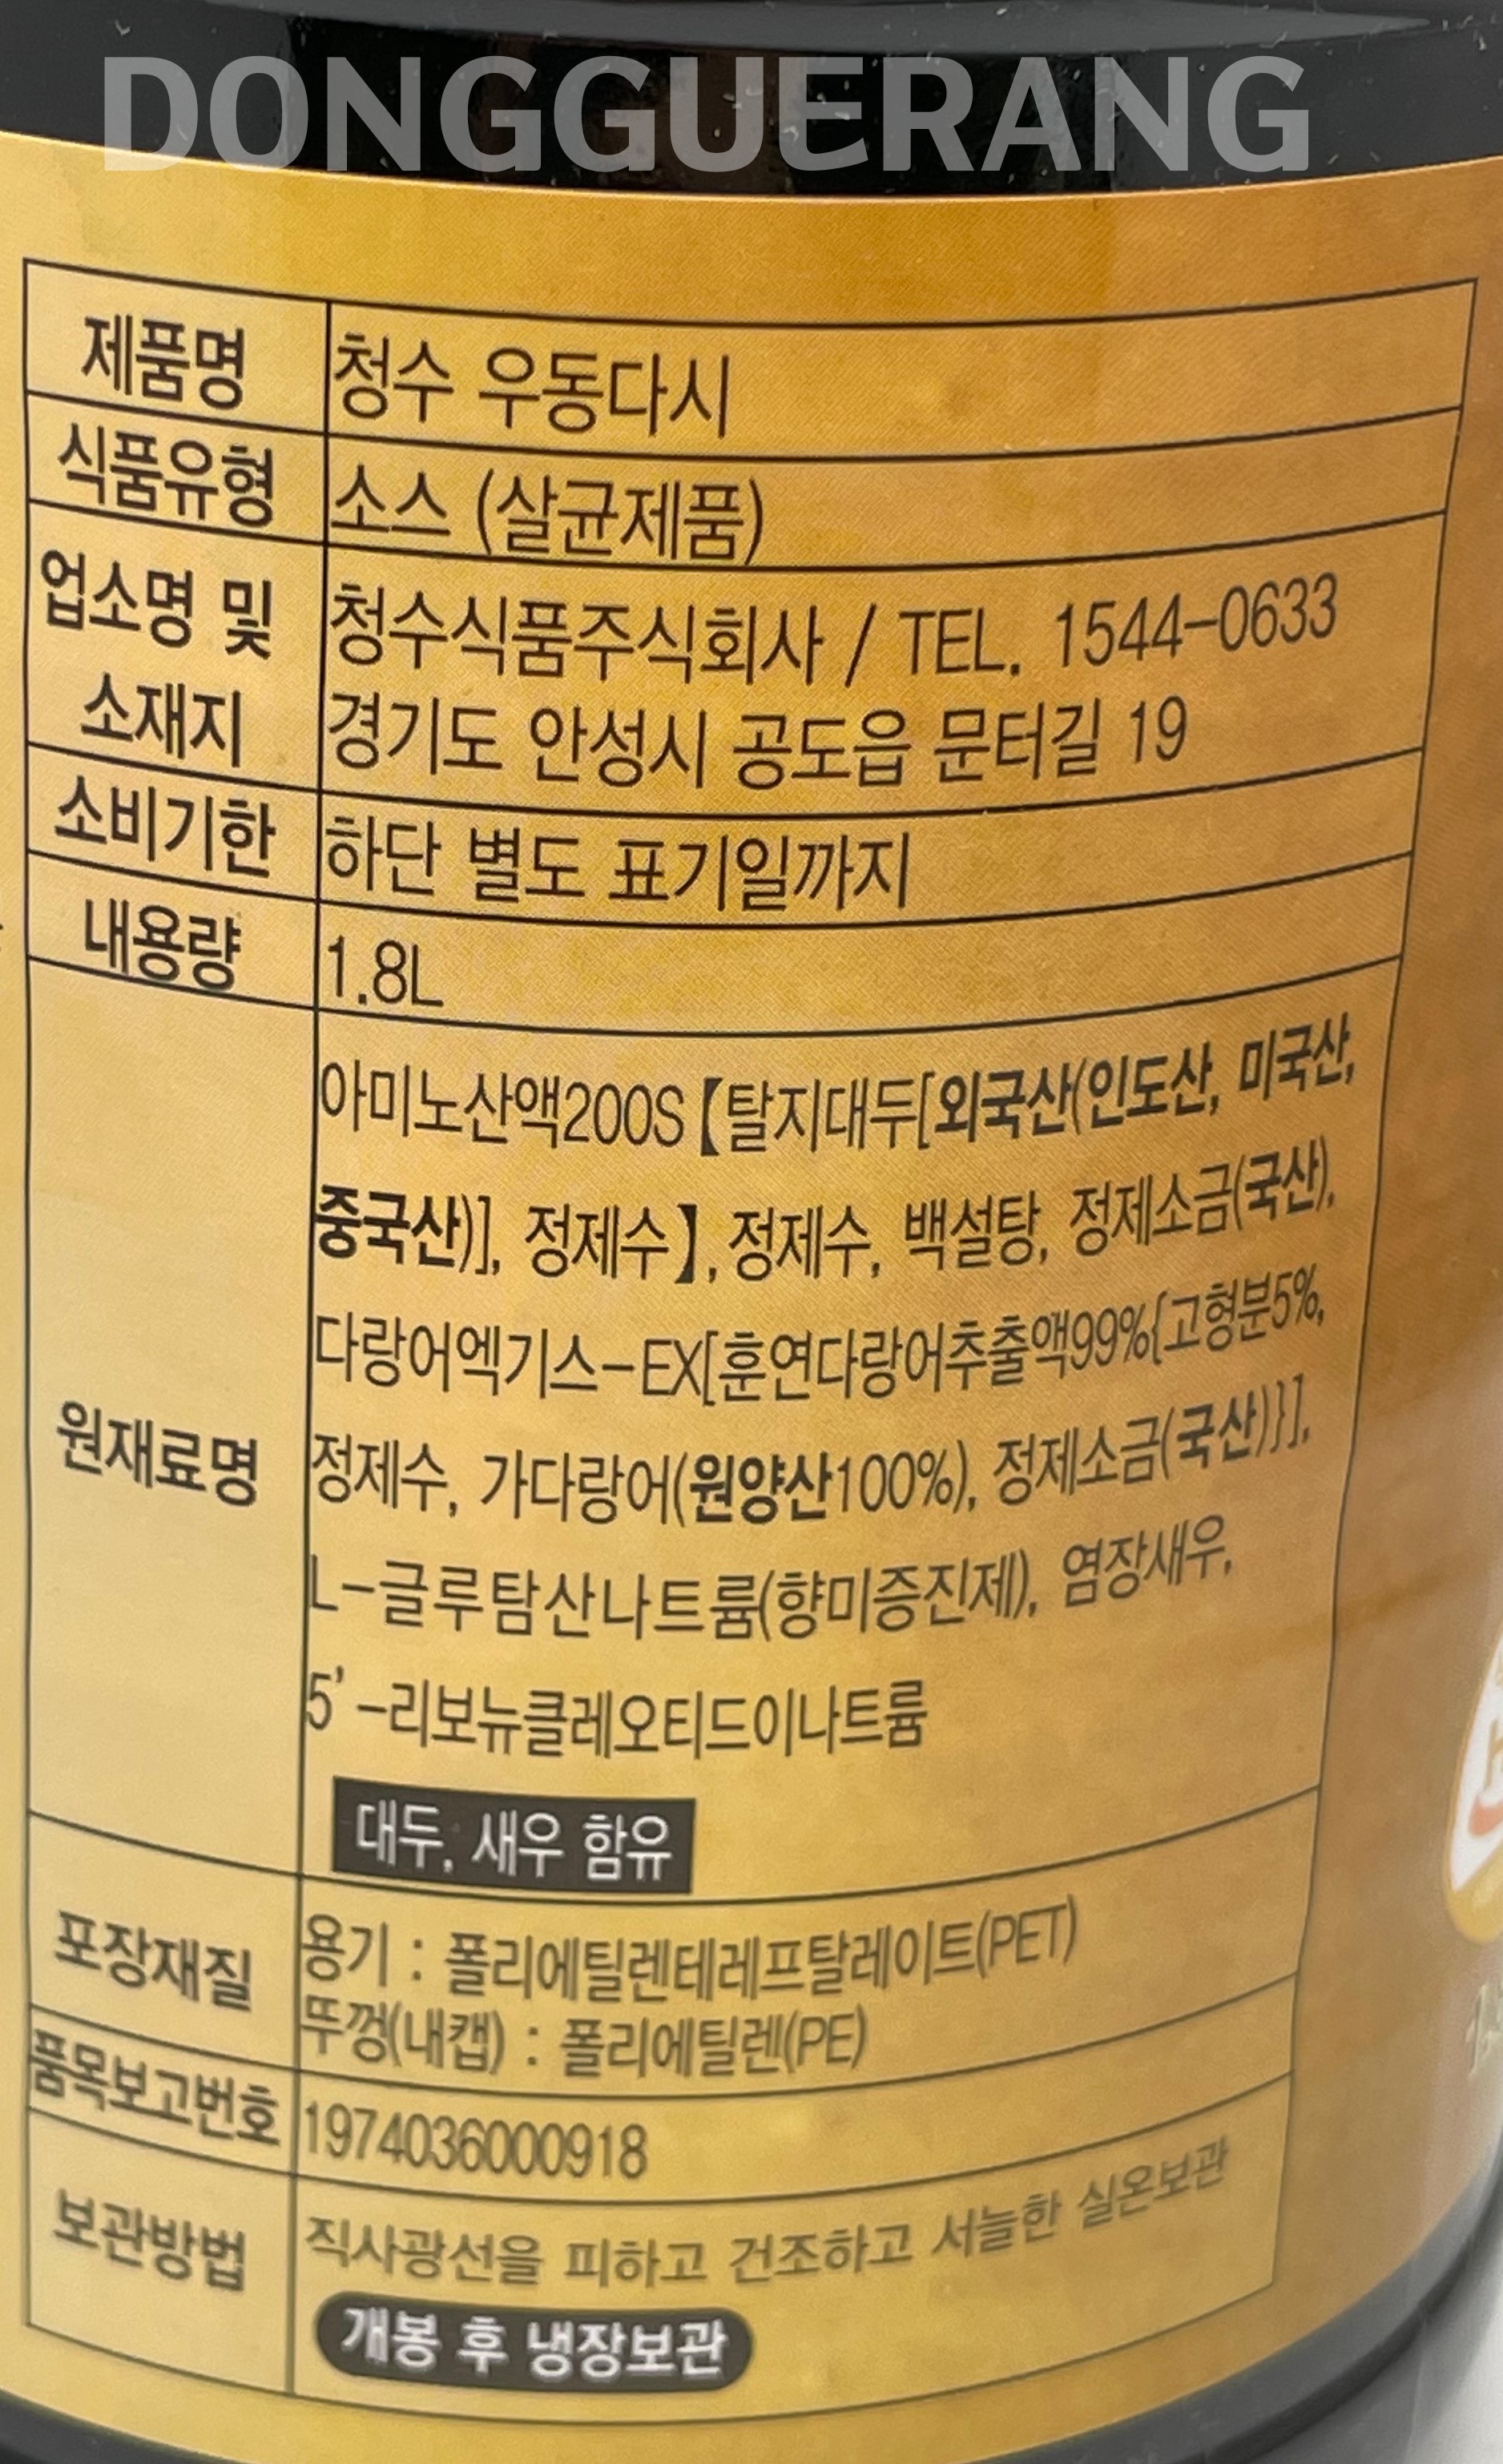 DONGGUERANG
제품명 청수 우동다시
식품유형 소스 (살균제품)
업소명 및 소재지
청수식품주식회사 / TEL. 1544-0633
경기도 안성시 공도읍 문터길 19
소비기한 하단 별도 표기일까지
내용량 1.8L
원재료명
아미노산액200S【탈지대두[외국산(인도산, 미국산,
중국산)], 정제수】, 정제수, 백설탕, 정제소금(국산),
다랑어엑기스-EX[훈연다랑어추출액99%{고형분5%,
정제수, 가다랑어(원양산100%), 정제소금(국산)}],
L-글루탐산나트륨(향미증진제), 염장새우,
5'-리보뉴클레오티드이나트륨
대두, 새우 함유
포장재질
용기 : 폴리에틸렌테레프탈레이트(PET)
뚜껑(내캡) : 폴리에틸렌(PE)
품목보고번호 1974036000918
보관방법 직사광선을 피하고 건조하고 서늘한 실온보관
개봉 후 냉장보관